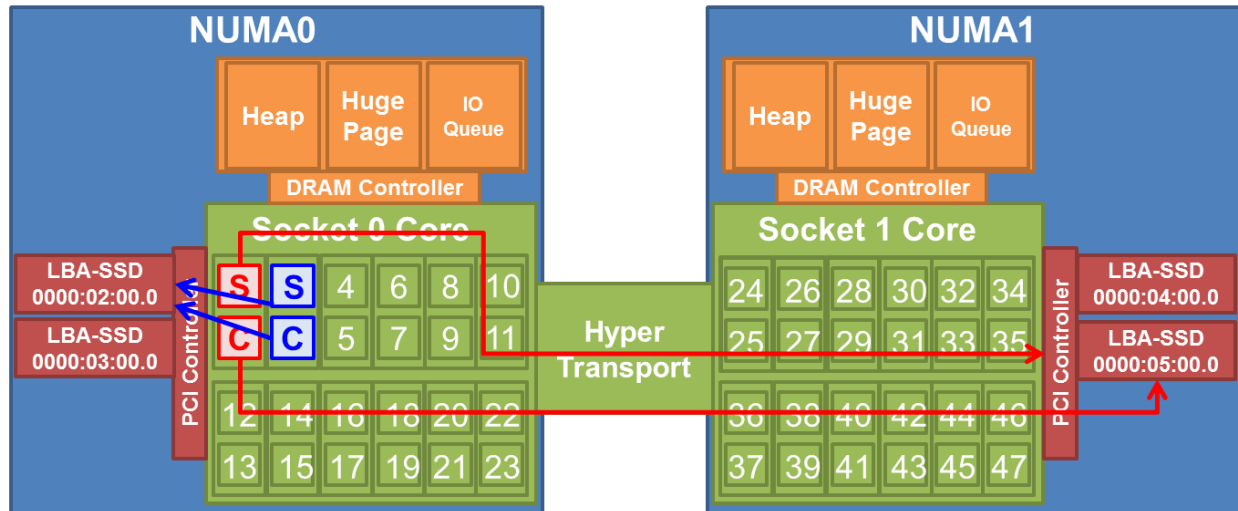 NUMA0
NUMA1
Heap
Huge
Page
IO
Queue
Heap
Huge
Page
IO
Queue
DRAM Controller
DRAM Controller
Socket 0 Core
Socket 1 Core
LBA-SSD
0000:02:00.0
LBA-SSD
0000:03:00.0
PCI Controller
S S 4 6 8 10
C C 5 7 9 11
12 14 16 18 20 22
13 15 17 19 21 23
Hyper
Transport
24 26 28 30 32 34
25 27 29 31 33 35
36 38 40 42 44 46
37 39 41 43 45 47
PCI Controller
LBA-SSD
0000:04:00.0
LBA-SSD
0000:05:00.0